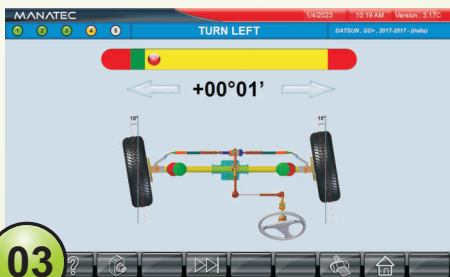 MANATEC
1/4/2023 10:19 AM Version : 3.17C
1 2 3 4 5
TURN LEFT
DATSUN , GO+ , 2017-2017 - (India)
+00°01’
10° 10°
03
?